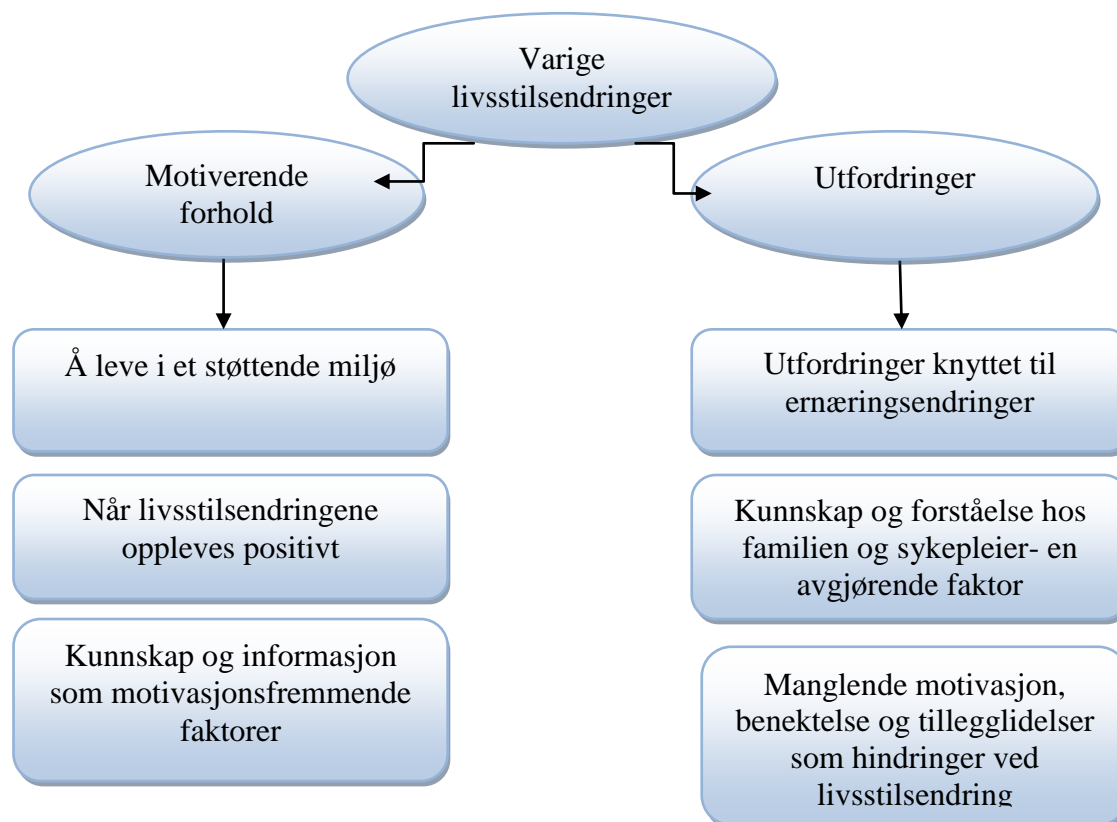 Varige
livsstilsendringer
Motiverende
forhold
Utfordringer
Å leve i et støttende miljø
Når livsstilsendringene
oppleves positivt
Kunnskap og informasjon
som motivasjonsfremmende
faktorer
Utfordringer knyttet til
ernæringsendringer
Kunnskap og forståelse hos
familien og sykepleier- en
avgjørende faktor
Manglende motivasjon,
benektelse og tillegglidelser
som hindringer ved
livsstilsendring